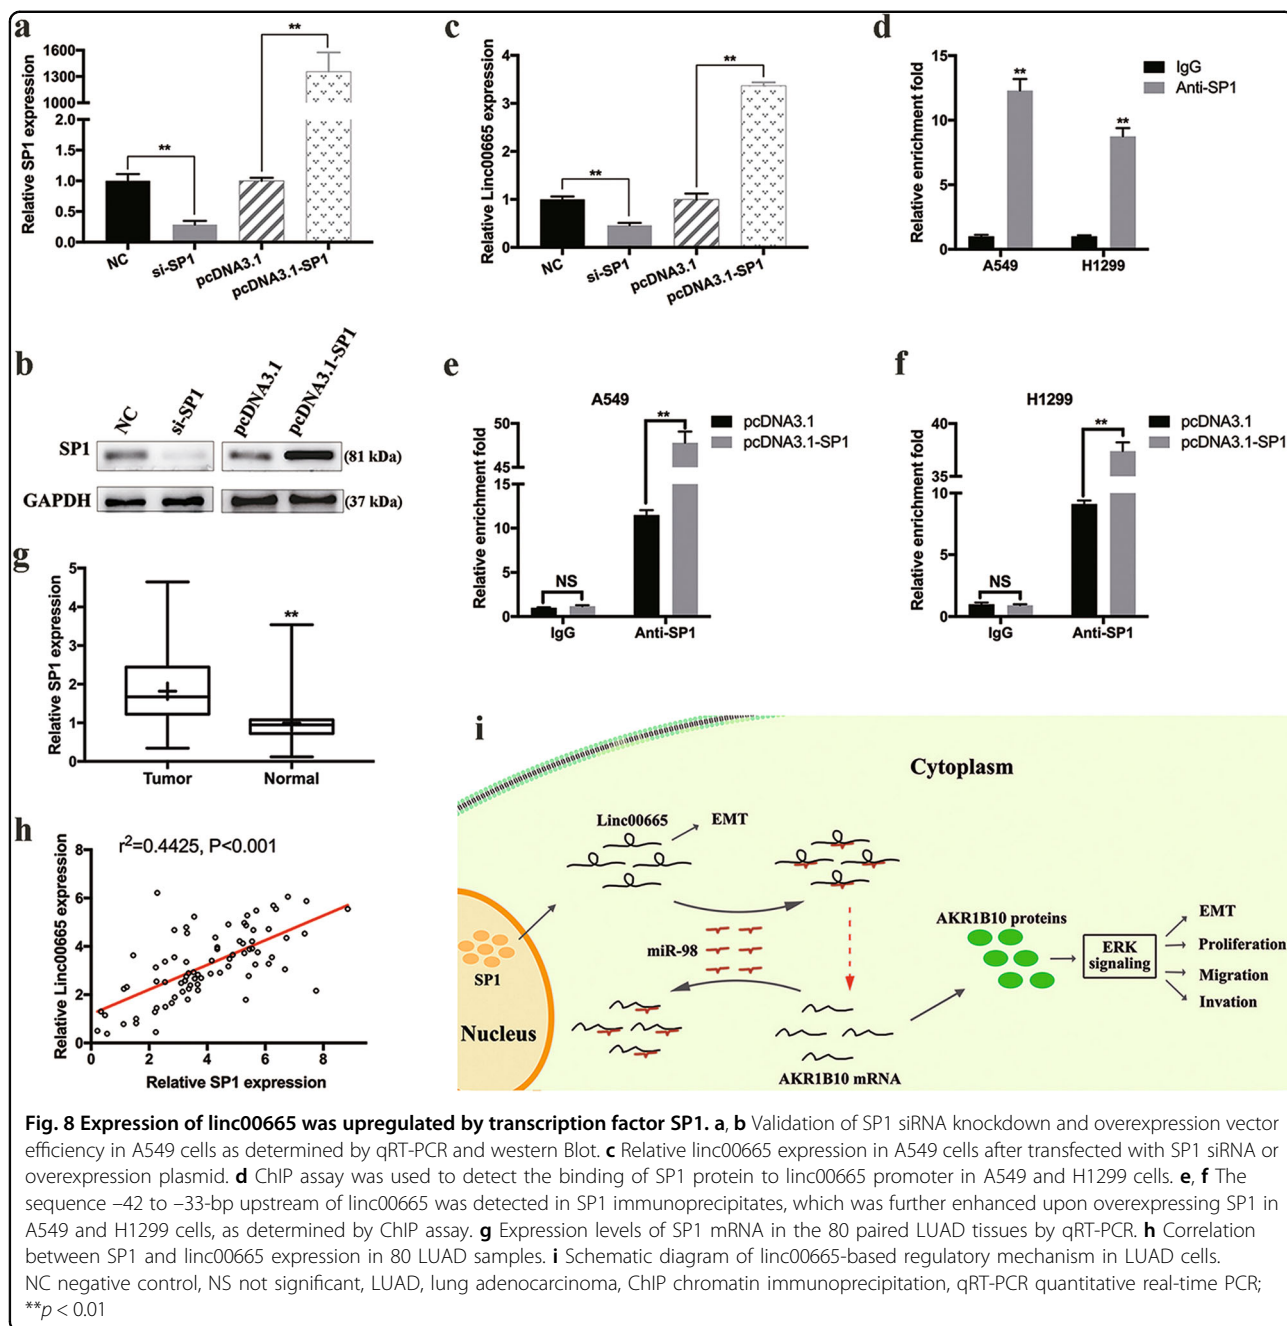 a
Relative SP1 expression
1600
1300
1000
2.0
1.5
1.0
0.5
0.0
**
**
NC
si-SP1
pcDNA3.1
pcDNA3.1-SP1
c
Relative Linc00665 expression
4
3
2
1
0
**
**
NC
si-SP1
pcDNA3.1
pcDNA3.1-SP1
d
Relative enrichment fold
15
10
5
0
**
**
A549
H1299
IgG
Anti-SP1
b
NC
si-SP1
pcDNA3.1
pcDNA3.1-SP1
SP1
(81 kDa)
GAPDH
(37 kDa)
e
A549
Relative enrichment fold
50
45
15
10
5
0
NS
**
IgG
Anti-SP1
pcDNA3.1
pcDNA3.1-SP1
f
H1299
Relative enrichment fold
40
35
10
5
0
NS
**
IgG
Anti-SP1
pcDNA3.1
pcDNA3.1-SP1
g
Relative SP1 expression
5
4
3
2
1
0
**
Tumor
Normal
h
r²=0.4425, P<0.001
Relative Linc00665 expression
8
6
4
2
0
0
2
4
6
8
Relative SP1 expression
i
Cytoplasm
Linc00665
EMT
SP1
Nucleus
miR-98
AKR1B10 mRNA
AKR1B10 proteins
ERK
signaling
EMT
Proliferation
Migration
Invation
Fig. 8 Expression of linc00665 was upregulated by transcription factor SP1. a, b Validation of SP1 siRNA knockdown and overexpression vector
efficiency in A549 cells as determined by qRT-PCR and western Blot. c Relative linc00665 expression in A549 cells after transfected with SP1 siRNA or
overexpression plasmid. d ChIP assay was used to detect the binding of SP1 protein to linc00665 promoter in A549 and H1299 cells. e, f The
sequence –42 to –33-bp upstream of linc00665 was detected in SP1 immunoprecipitates, which was further enhanced upon overexpressing SP1 in
A549 and H1299 cells, as determined by ChIP assay. g Expression levels of SP1 mRNA in the 80 paired LUAD tissues by qRT-PCR. h Correlation
between SP1 and linc00665 expression in 80 LUAD samples. i Schematic diagram of linc00665-based regulatory mechanism in LUAD cells.
NC negative control, NS not significant, LUAD, lung adenocarcinoma, ChIP chromatin immunoprecipitation, qRT-PCR quantitative real-time PCR;
**p < 0.01